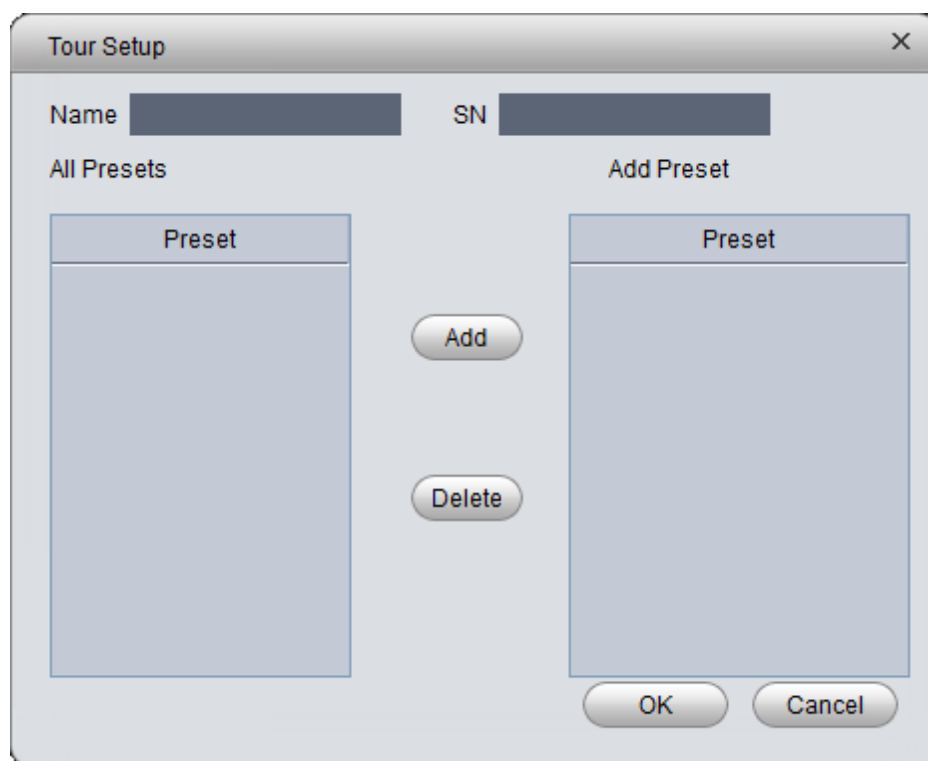 Tour Setup
Name SN
All Presets Add Preset
Preset Preset
Add
Delete
OK Cancel